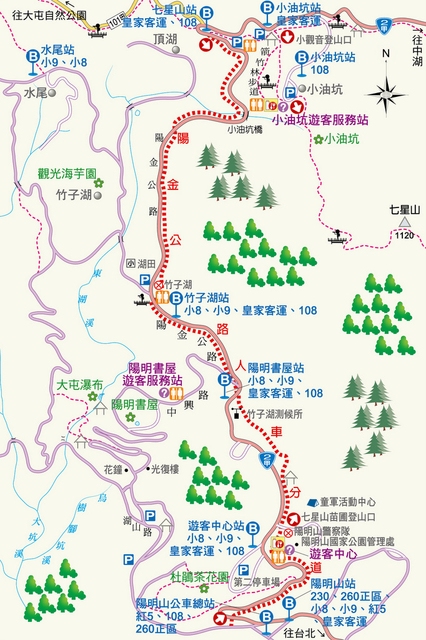 往大屯自然公園
101甲
七星山站
皇家客運、108
小油坑站
皇家客運
2甲
往中湖
水尾站
小9、小8
頂湖
小觀音登山口
箭竹林步道
小油坑站
108
N
水尾
小油坑
小油坑遊客服務站
小油坑橋
小油坑
陽金公路
陽金公路人車分道
觀光海芋園
竹子湖
七星山
1120
湖田
竹子湖
東湖溪
竹子湖站
小8、小9、皇家客運、108
陽金公路
陽明書屋
遊客服務站
陽明書屋站
小8、小9、
皇家客運、108
大屯瀑布
陽明書屋
中興路
竹子湖測候所
2甲
花鐘
光復樓
童軍活動中心
七星山苗圃登山口
陽明山警察隊
陽明山國家公園管理處
遊客中心
湖山路
遊客中心站
小8、小9、
皇家客運、108
大坑溪
烏樹腳坑溪
杜鵑茶花園
第二停車場
陽明山公車總站
紅5、108、
260正區
陽明山站
230、260正區、
小8、小9、紅5
皇家客運
往台北